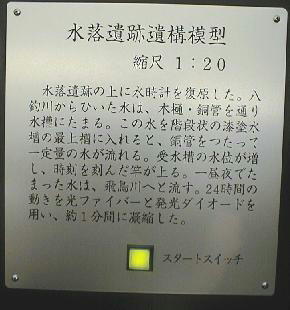 水落遺跡遺構模型
縮尺 1:20
水落遺跡の上に水時計を復原した。八
釣川からひいた水は、木樋・銅管を通り
水槽にたまる。この水を階段状の漆塗水
槽の最上槽に入れると、銅管をつたって
一定量の水が流れる。受水槽の水位が増
し、時刻を刻んだ竿が上る。一昼夜でた
まった水は、飛鳥川へと流す。24時間の
動きを光ファイバーと発光ダイオードを
用い、約1分間に凝縮した。
スタートスイッチ